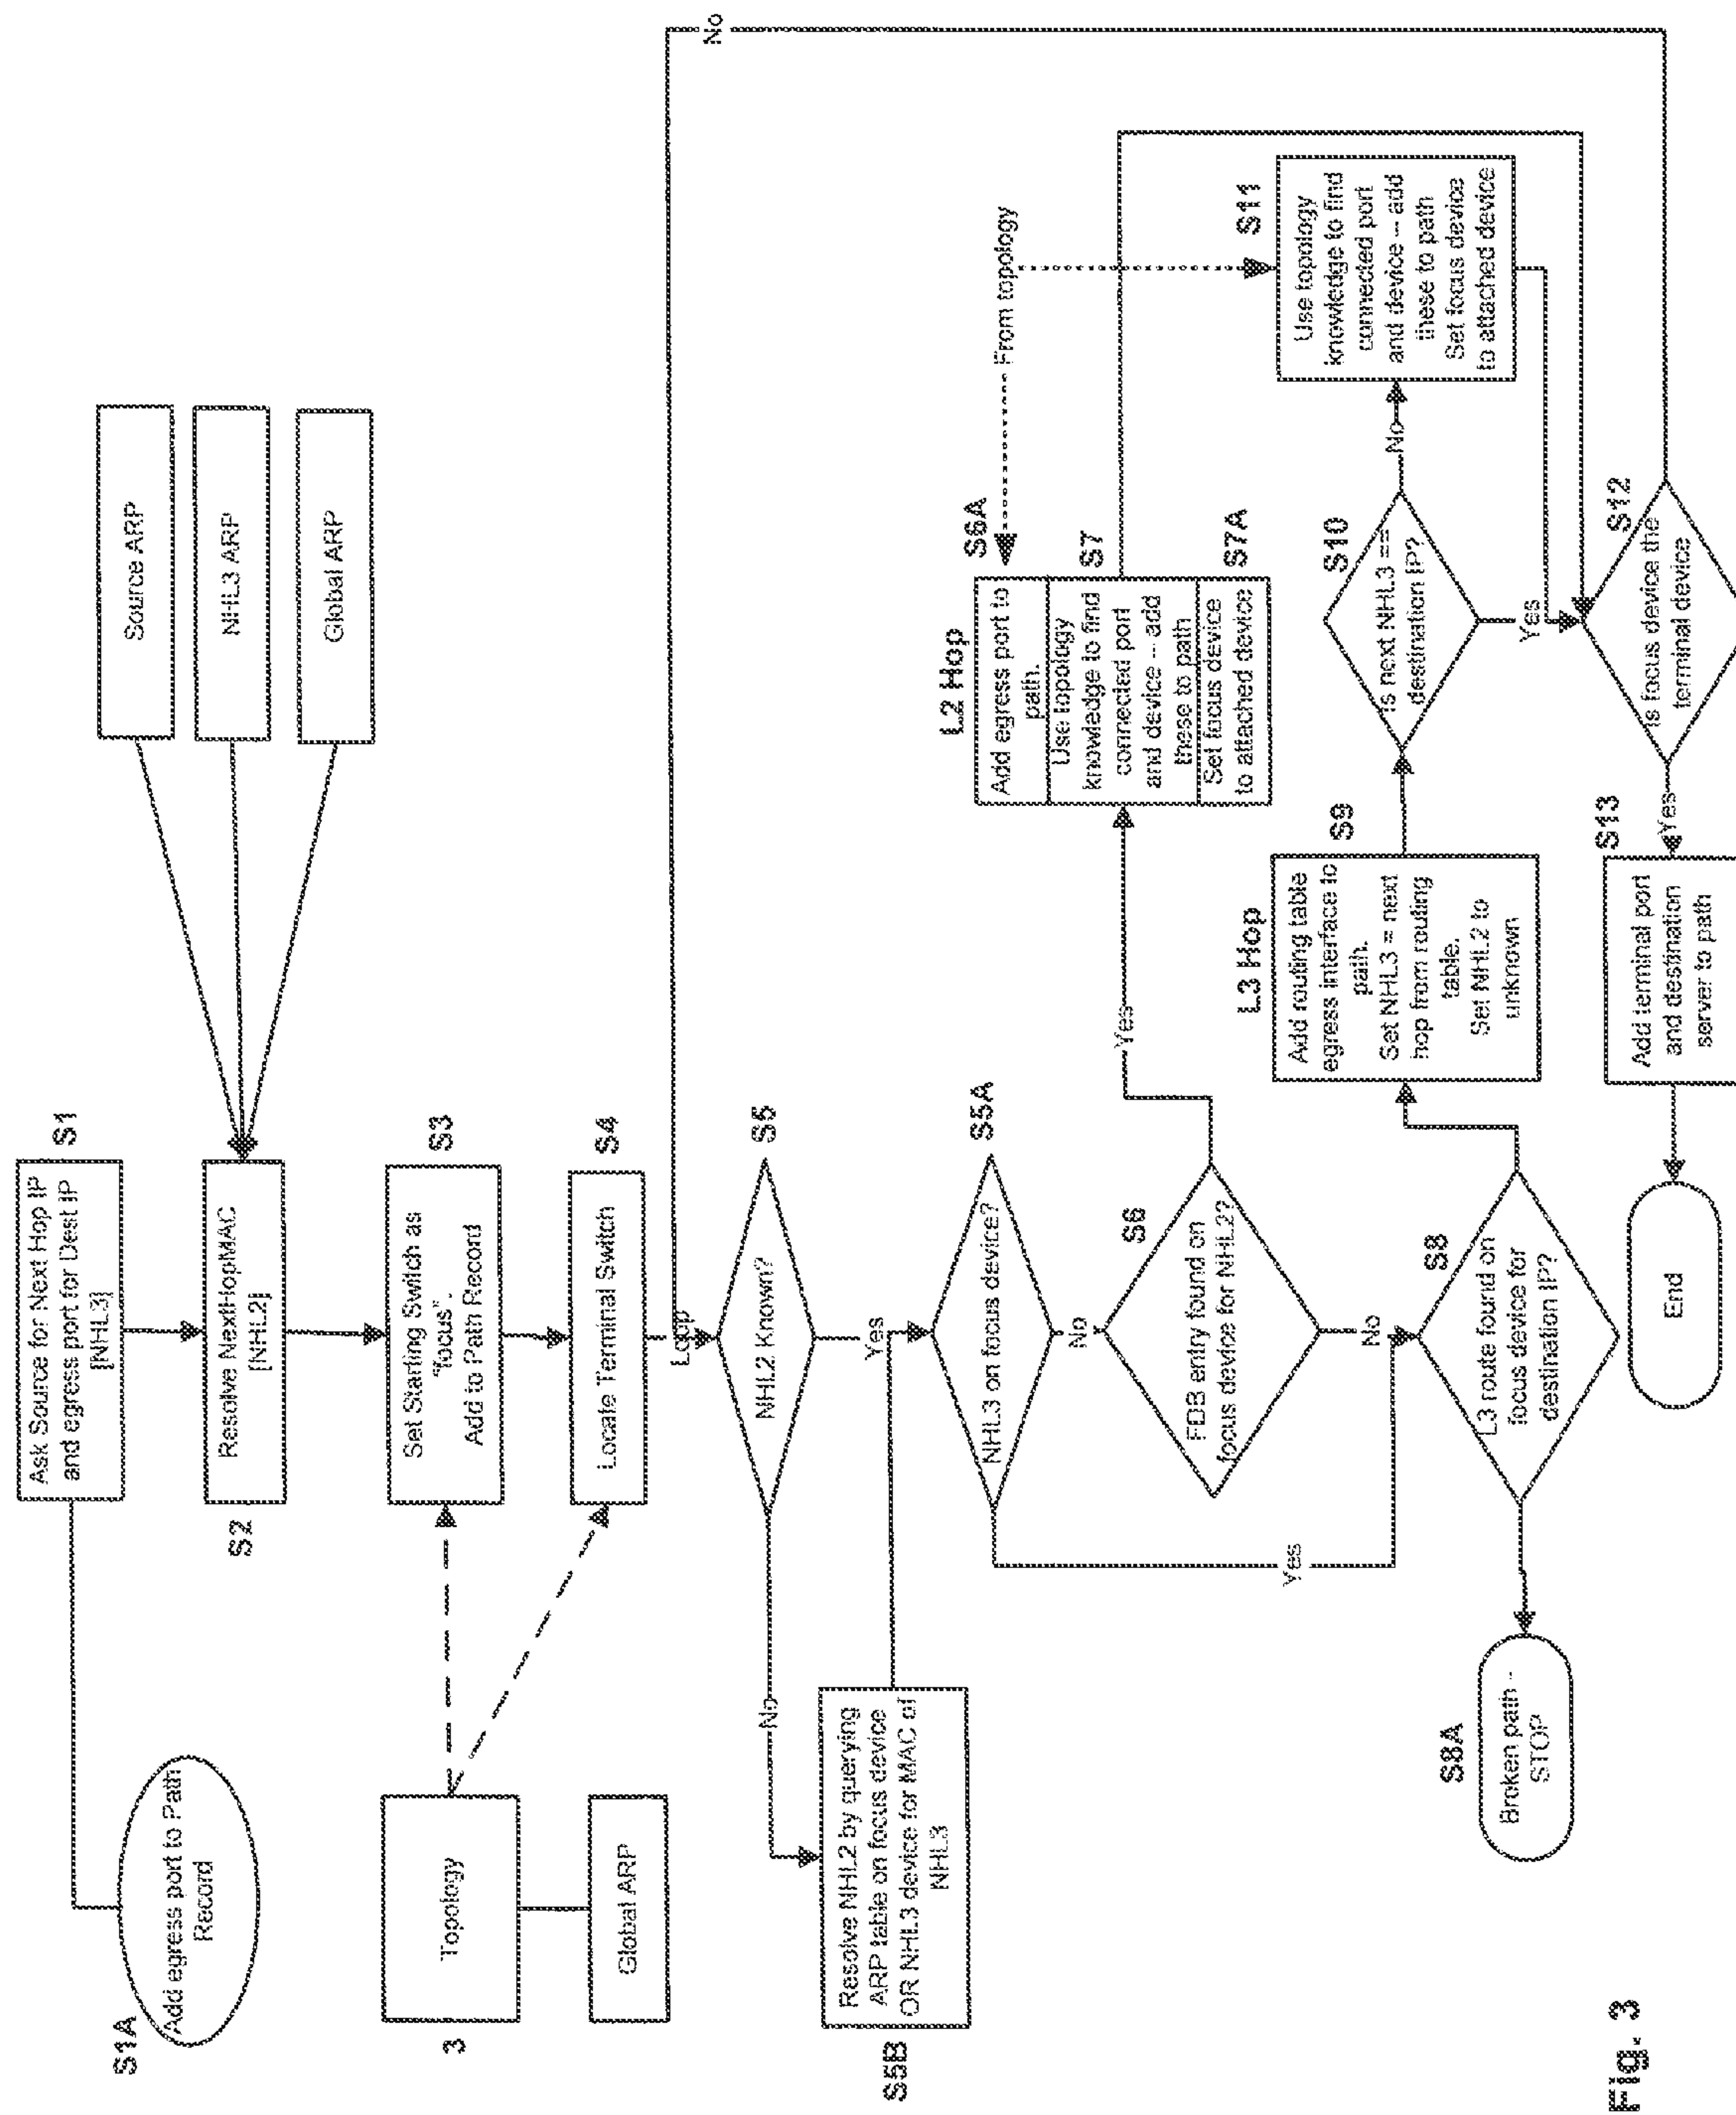 S1A
Add egress port to Path
Record
Ask Source for Next Hop IP
and egress port for Dest IP
[NHL3]
S1
S2
Resolve NextHopMAC
[NHL2]
Source ARP
NHL3 ARP
Global ARP
3
Topology
Global ARP
Set Starting Switch as
"focus".
Add to Path Record
S3
Locate Terminal Switch
S4
Loop
No
NHL2 Known?
S5
No
Yes
S5B
Resolve NHL2 by querying
ARP table on focus device
OR NHL3 device for MAC of
NHL3
NHL3 on focus device?
S5A
Yes
No
FDB entry found on
focus device for NHL2?
S6
Yes
No
L2 Hop
S6A
From topology
Add egress port to
path.
Use topology
knowledge to find
connected port
and device -- add
these to path
S7
Set focus device
to attached device
S7A
L3 route found on
focus device for
destination IP?
S8
S8A
Broken path --
STOP
L3 Hop
S9
Add routing table
egress interface to
path.
Set NHL3 = next
hop from routing
table.
Set NHL2 to
unknown
S10
Is next NHL3 ==
destination IP?
No
Yes
S11
Use topology
knowledge to find
connected port
and device -- add
these to path
Set focus device
to attached device
S12
Is focus device the
terminal device
Yes
S13
Add terminal port
and destination
server to path
End
Fig. 3